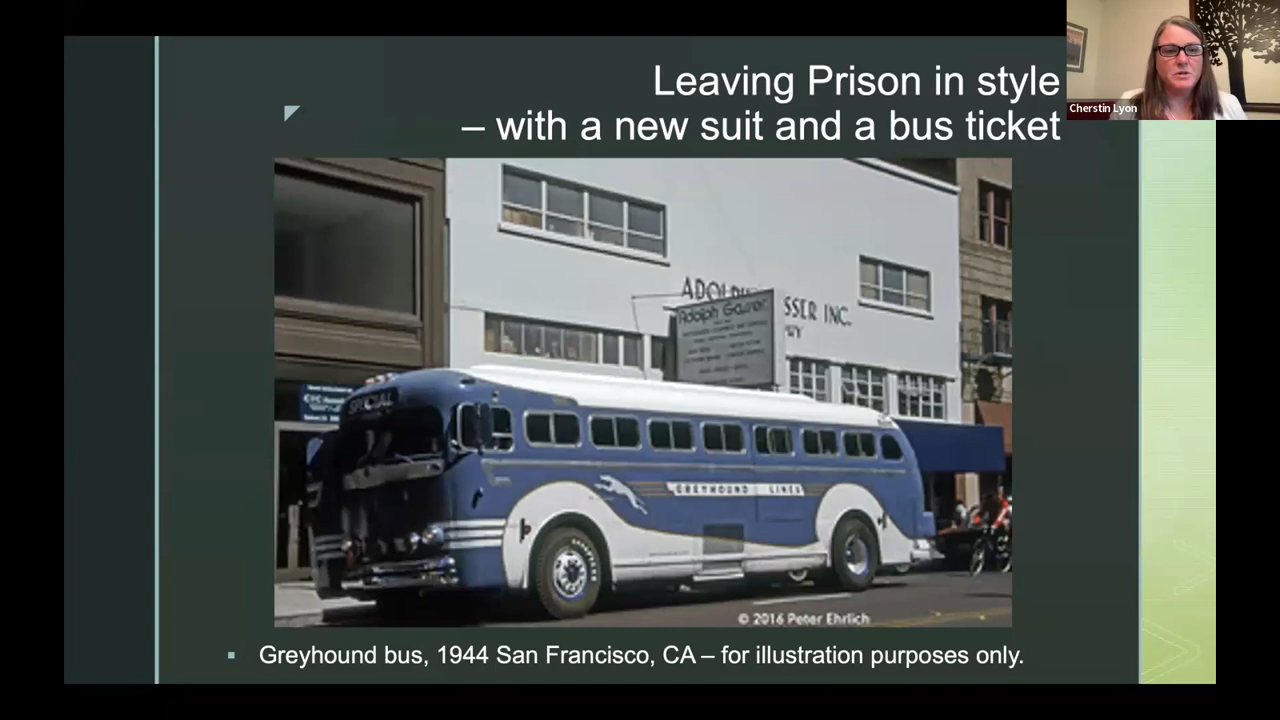 Leaving Prison in style
– with a new suit and a bus ticket
Cherstin Lyon
ADOLPH
SSER INC.
Adolph Gasser
SPECIAL
GREYHOUND LINES
© 2016 Peter Ehrlich
▪ Greyhound bus, 1944 San Francisco, CA – for illustration purposes only.